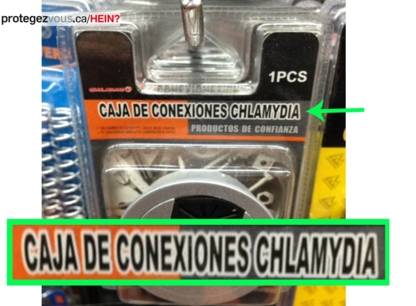 protegezvous.ca/HEIN?
1PCS
CAJA DE CONEXIONES CHLAMYDIA
PRODUCTOS DE CONFIANZA
CAJA DE CONEXIONES CHLAMYDIA